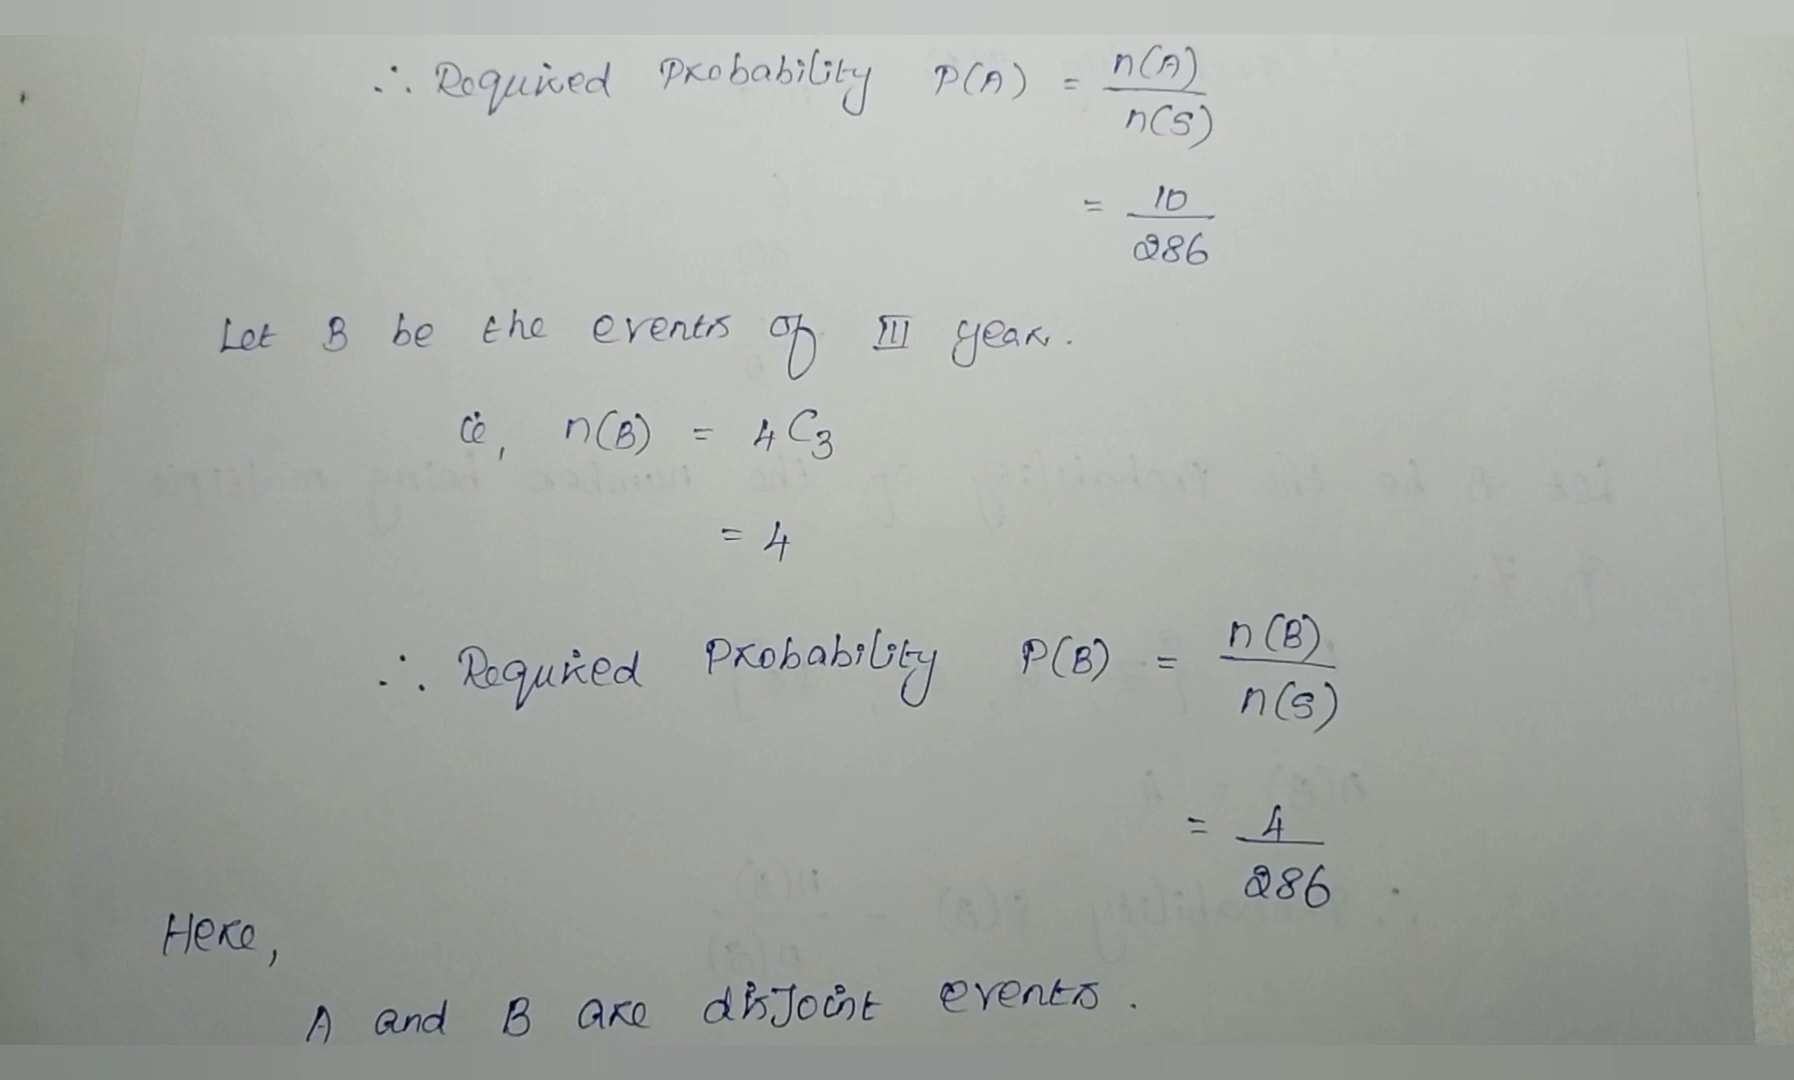 ∴ Required Probability P(A) = n(A)/n(S)
= 10/286
Let B be the events of III year.
ie, n(B) = 4C3
= 4
∴ Required Probability P(B) = n(B)/n(S)
= 4/286.
Here,
A and B are disjoint events.